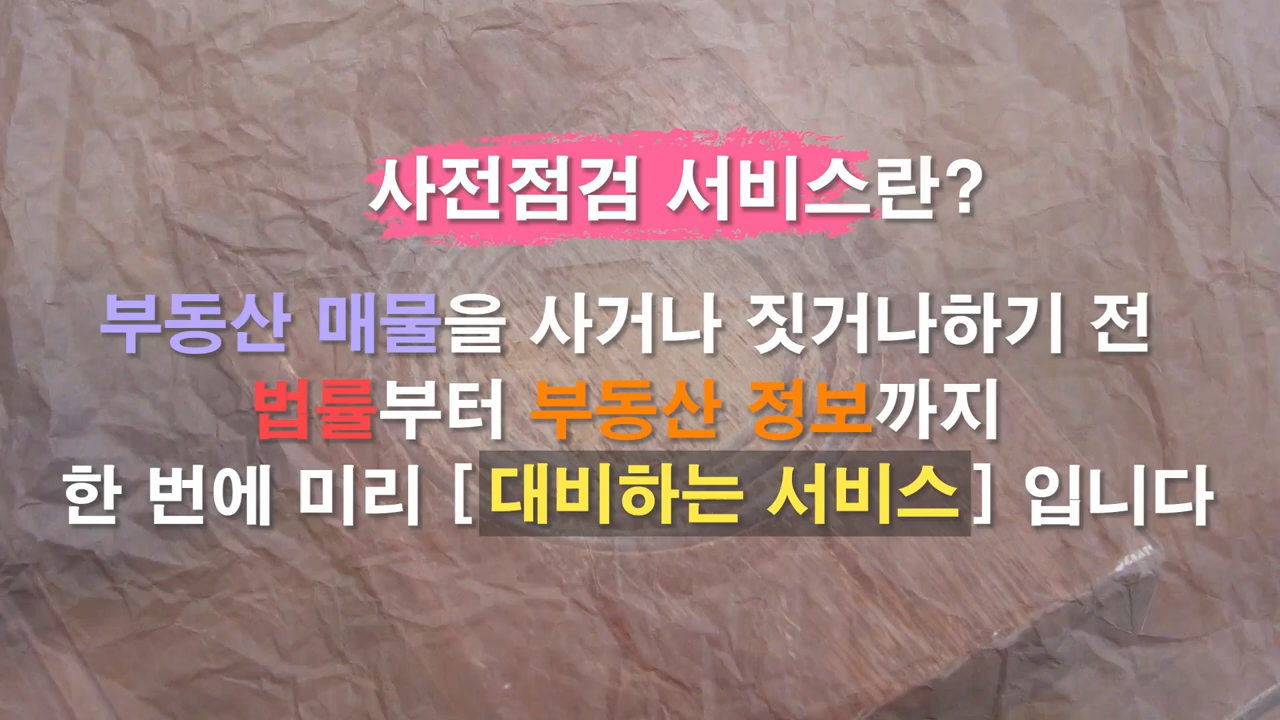 사전점검 서비스란?
부동산 매물을 사거나 짓거나하기 전
법률부터 부동산 정보까지
한 번에 미리 [대비하는 서비스] 입니다